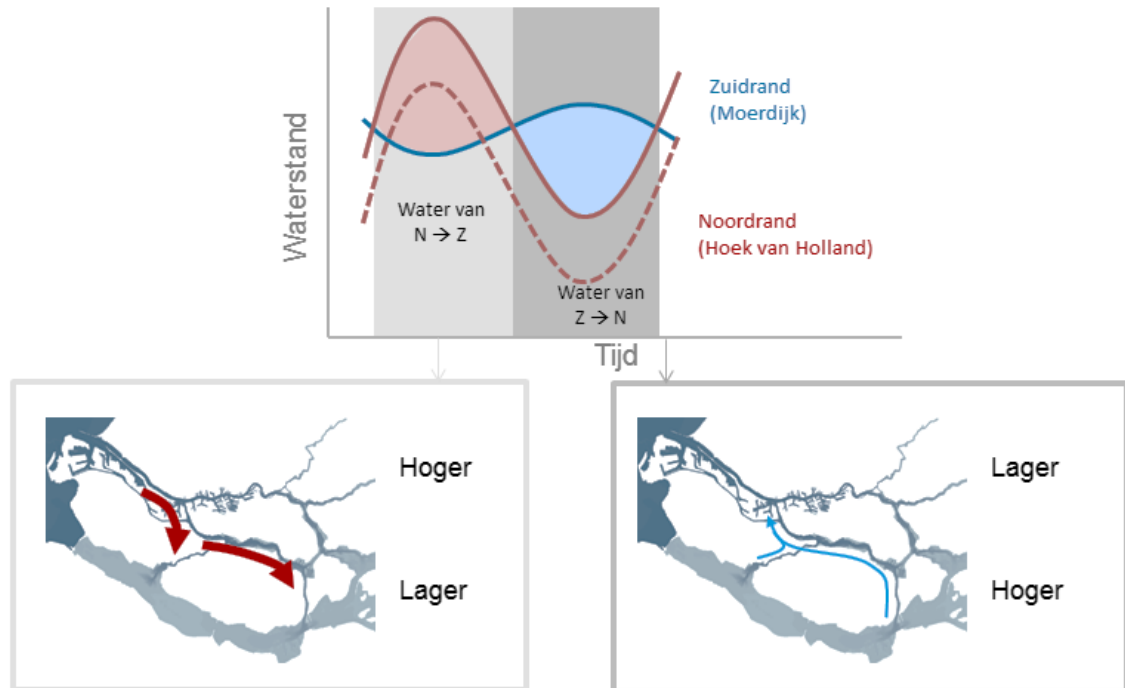 Waterstand
Zuidrand
(Moerdijk)
Water van
N → Z
Noordrand
(Hoek van Holland)
Water van
Z → N
Tijd
Hoger
Lager
Lager
Hoger